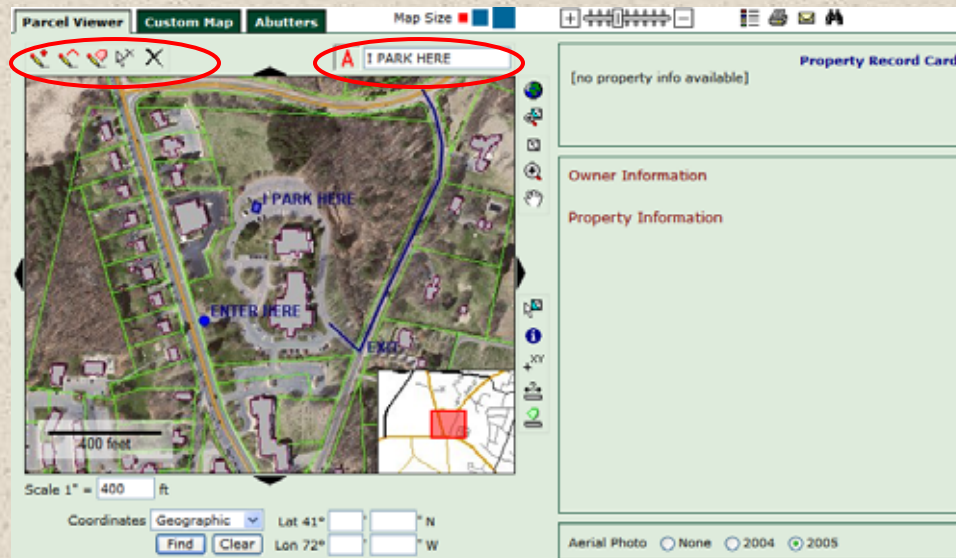 Parcel Viewer Custom Map Abutters Map Size
A I PARK HERE
Property Record Card
[no property info available]
Owner Information
Property Information
I PARK HERE
ENTER HERE
EXIT
XY
400 feet
Scale 1" = 400 ft
Coordinates Geographic Lat 41° ' " N
Find Clear Lon 72° ' " W
Aerial Photo None 2004 2005